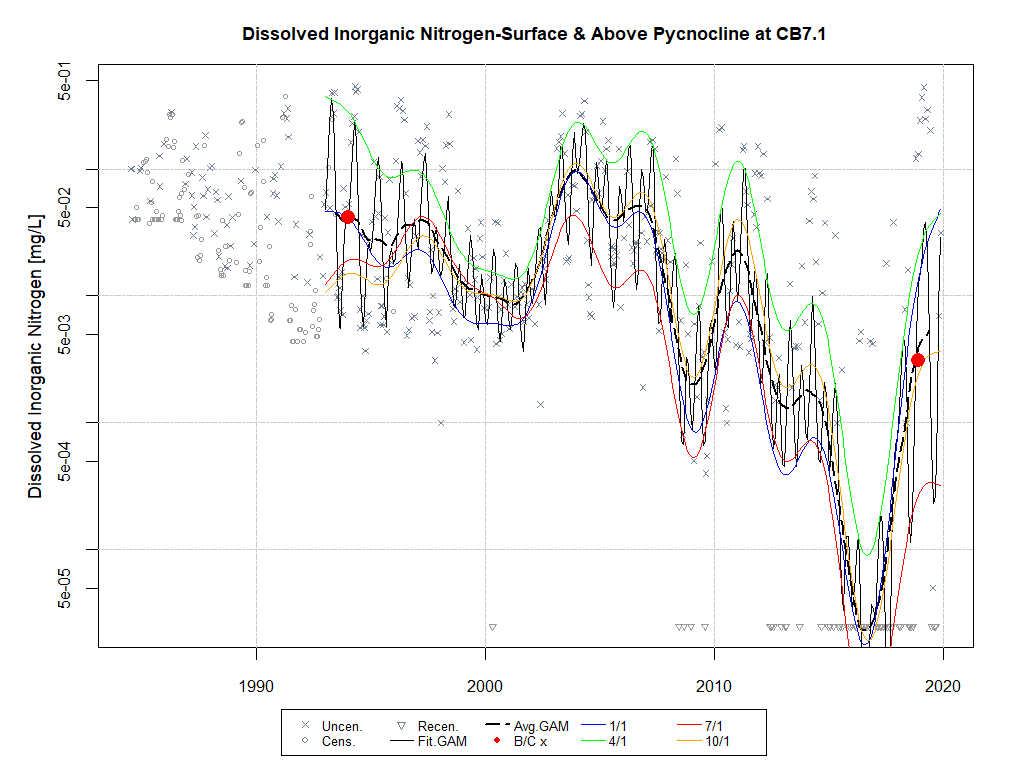 Dissolved Inorganic Nitrogen-Surface & Above Pycnocline at CB7.1
Dissolved Inorganic Nitrogen [mg/L]
5e-01
5e-02
5e-03
5e-04
5e-05
1990 2000 2010 2020
Uncen. Recen. Avg.GAM 1/1 7/1
Cens. Fit.GAM B/C x 4/1 10/1